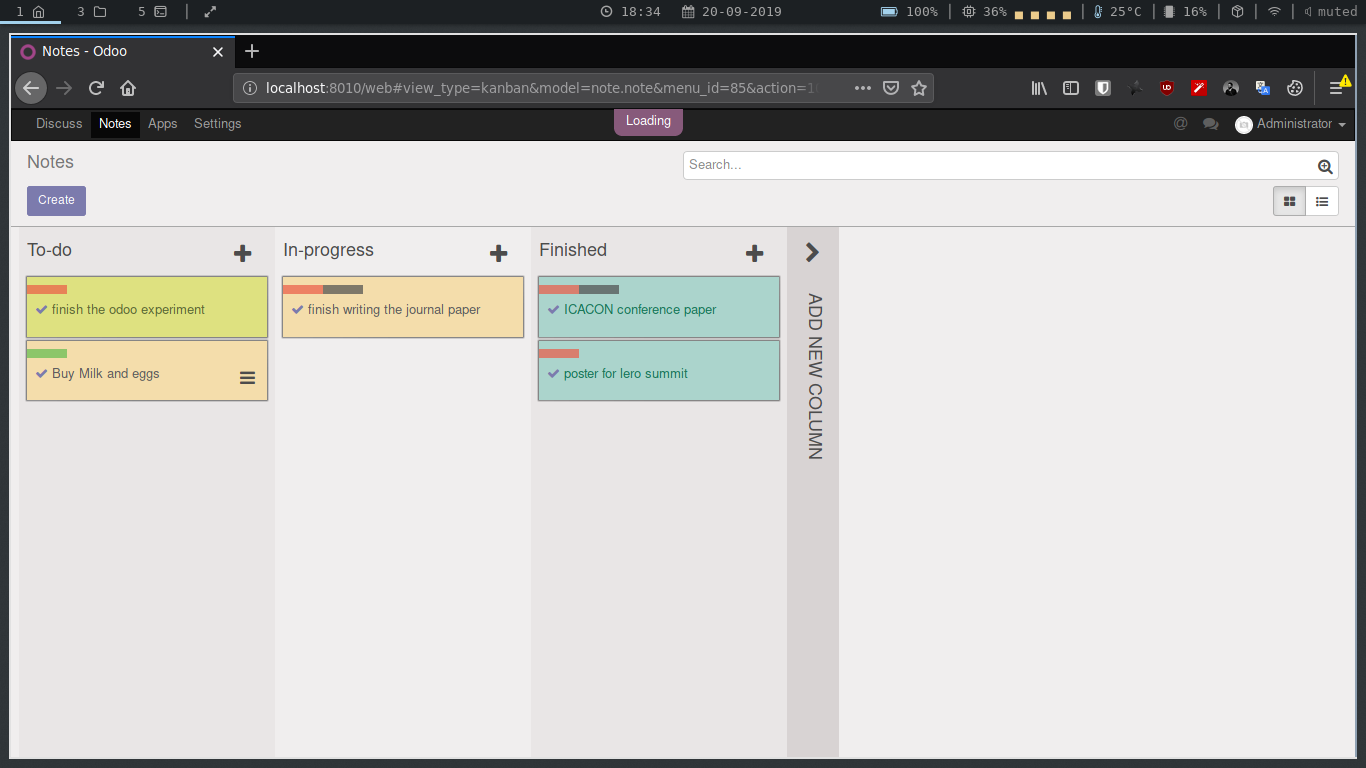 1 3 5 18:34 20-09-2019 100% 36% 25°C 16% muted
Notes - Odoo
localhost:8010/web#view_type=kanban&model=note.note&menu_id=85&action=1
Discuss Notes Apps Settings Loading @ Administrator
Notes Search...
Create
To-do In-progress Finished
finish the odoo experiment finish writing the journal paper ICACON conference paper
Buy Milk and eggs poster for lero summit
ADD NEW COLUMN